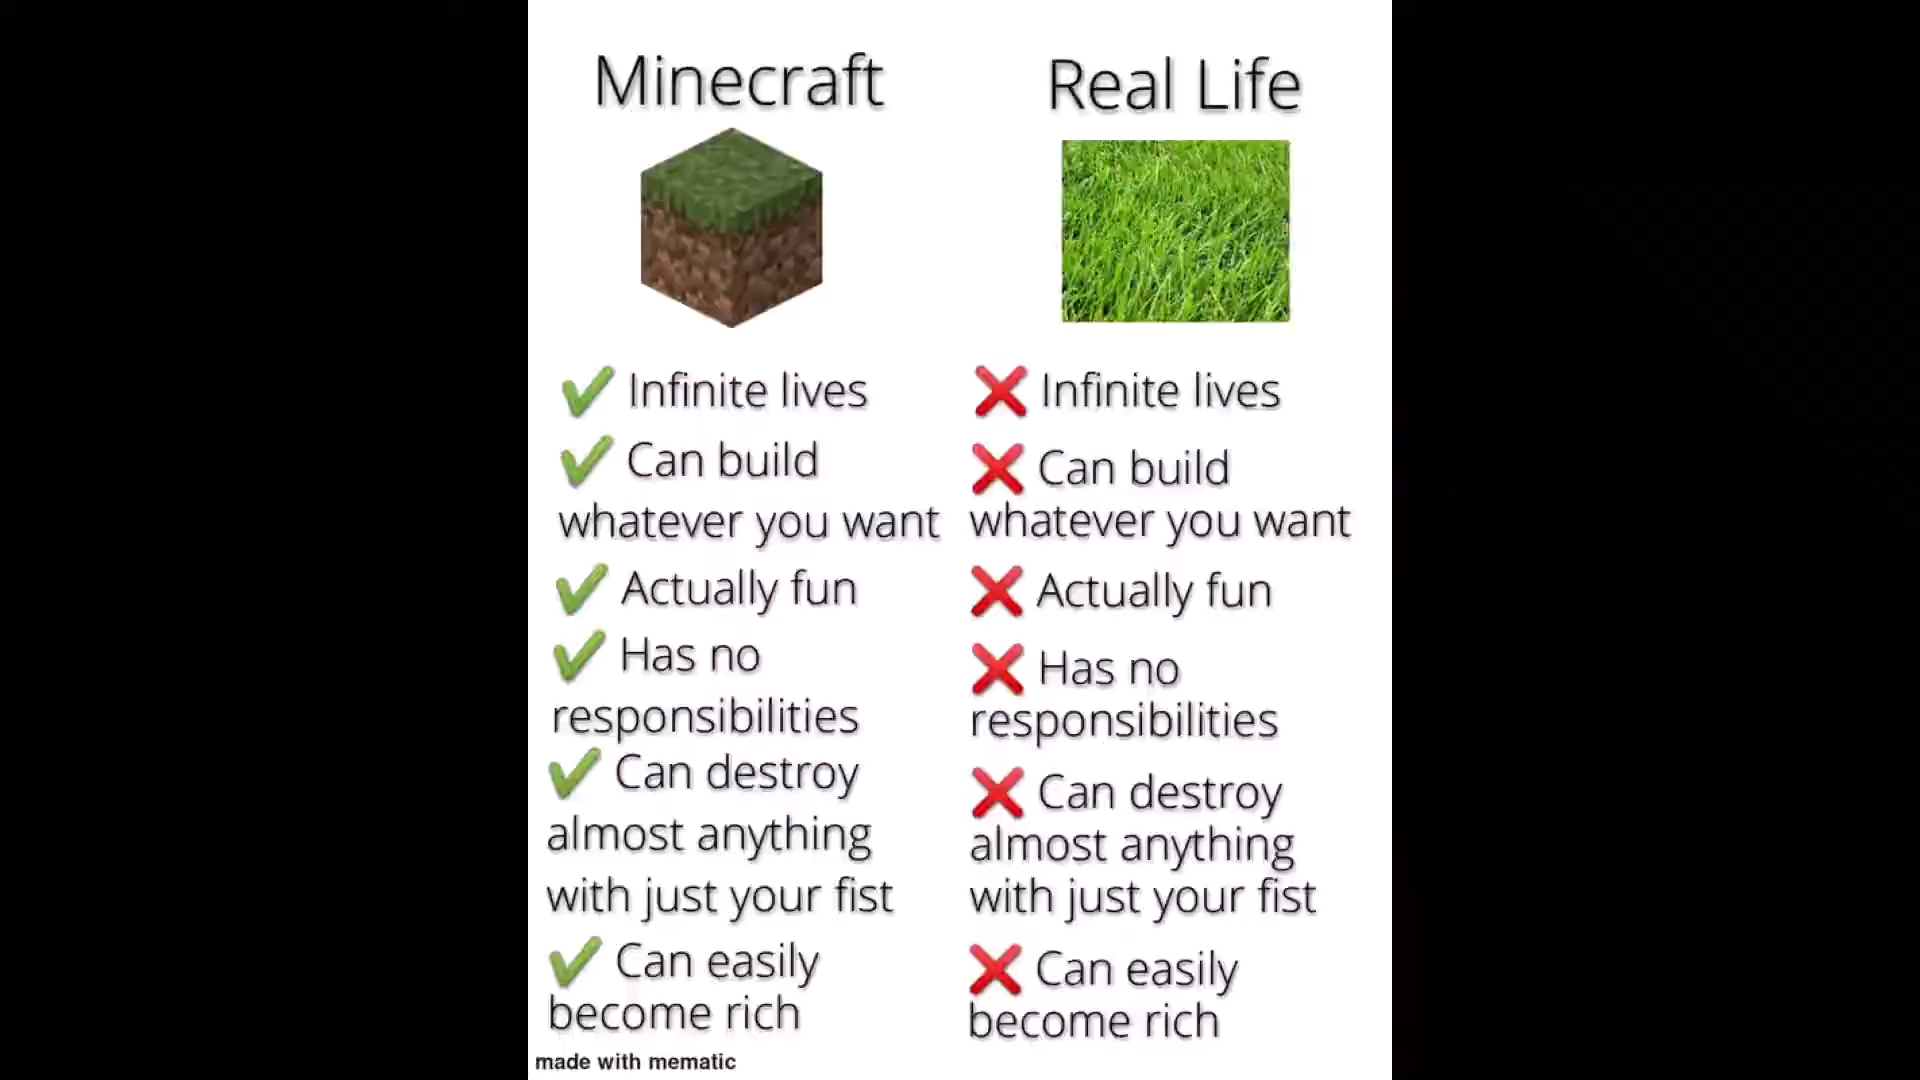 Minecraft
Real Life
✔ Infinite lives
✔ Can build
whatever you want
✔ Actually fun
✔ Has no
responsibilities
✔ Can destroy
almost anything
with just your fist
✔ Can easily
become rich
❌ Infinite lives
❌ Can build
whatever you want
❌ Actually fun
❌ Has no
responsibilities
❌ Can destroy
almost anything
with just your fist
❌ Can easily
become rich
made with mematic